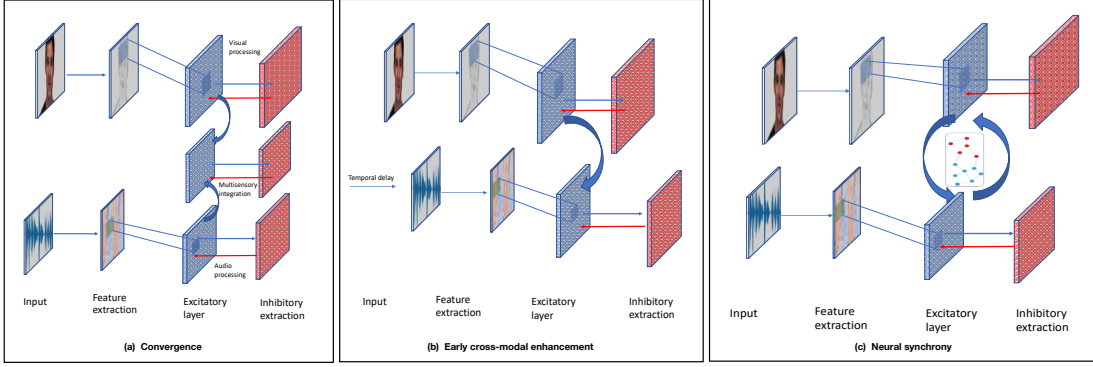 Visual
processing
Multisensory
integration
Audio
processing
Input
Feature
extraction
Excitatory
layer
Inhibitory
extraction
(a) Convergence
Temporal delay
Input
Feature
extraction
Excitatory
layer
Inhibitory
extraction
(b) Early cross-modal enhancement
Input
Feature
extraction
Excitatory
layer
Inhibitory
extraction
(c) Neural synchrony